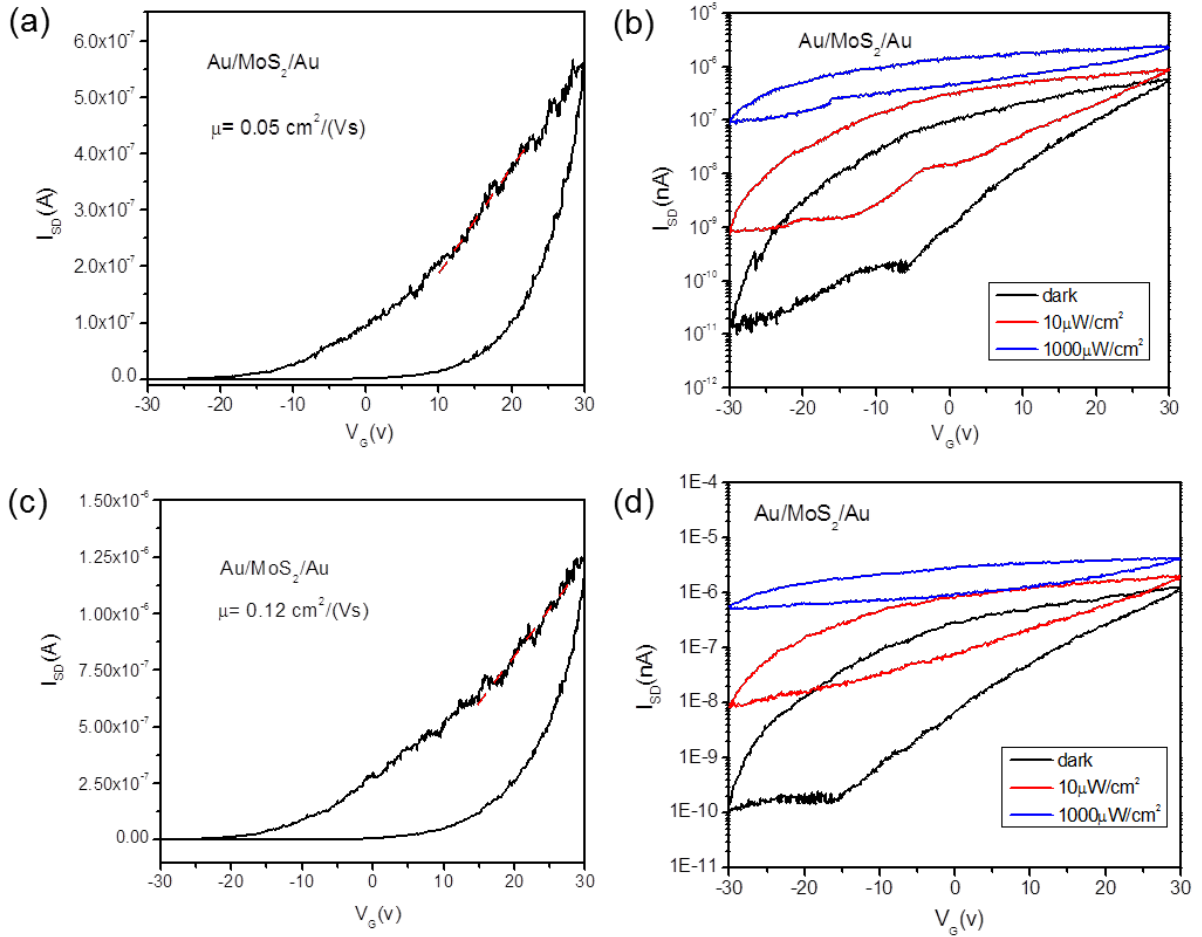 (a)
6.0x10⁻⁷
5.0x10⁻⁷
4.0x10⁻⁷
3.0x10⁻⁷
2.0x10⁻⁷
1.0x10⁻⁷
0.0
I_SD(A)
Au/MoS₂/Au
μ= 0.05 cm²/(Vs)
-30 -20 -10 0 10 20 30
V_G(v)
(b)
10⁻⁵
10⁻⁶
10⁻⁷
10⁻⁸
10⁻⁹
10⁻¹⁰
10⁻¹¹
10⁻¹²
I_SD(nA)
Au/MoS₂/Au
dark
10μW/cm²
1000μW/cm²
-30 -20 -10 0 10 20 30
V_G(v)
(c)
1.50x10⁻⁶
1.25x10⁻⁶
1.00x10⁻⁶
7.50x10⁻⁷
5.00x10⁻⁷
2.50x10⁻⁷
0.00
I_SD(A)
Au/MoS₂/Au
μ= 0.12 cm²/(Vs)
-30 -20 -10 0 10 20 30
V_G(v)
(d)
1E-4
1E-5
1E-6
1E-7
1E-8
1E-9
1E-10
1E-11
I_SD(nA)
Au/MoS₂/Au
dark
10μW/cm²
1000μW/cm²
-30 -20 -10 0 10 20 30
V_G(v)